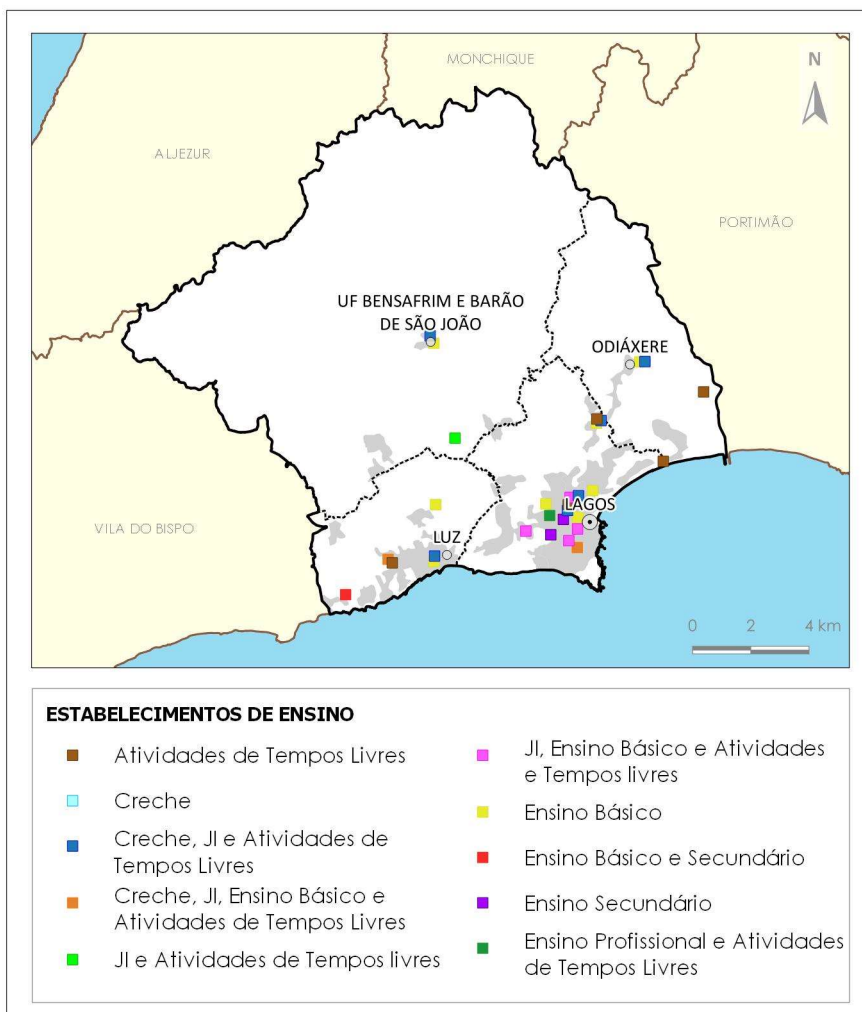 MONCHIQUE
N
ALJEZUR
PORTIMÃO
UF BENSAFRIM E BARÃO
DE SÃO JOÃO
ODIÁXERE
VILA DO BISPO
LAGOS
LUZ
0 2 4 km
ESTABELECIMENTOS DE ENSINO
Atividades de Tempos Livres
Creche
Creche, JI e Atividades de
Tempos Livres
Creche, JI, Ensino Básico e
Atividades de Tempos Livres
JI e Atividades de Tempos livres
JI, Ensino Básico e Atividades
e Tempos livres
Ensino Básico
Ensino Básico e Secundário
Ensino Secundário
Ensino Profissional e Atividades
de Tempos Livres